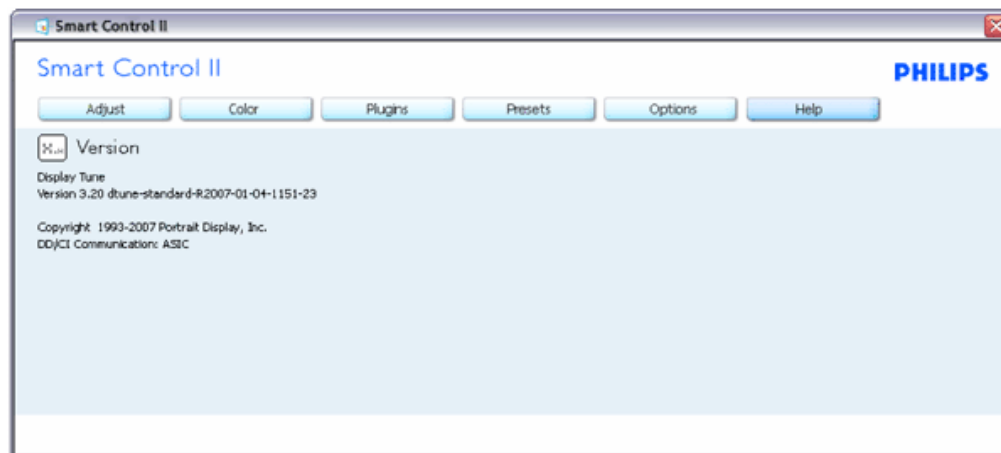 Smart Control II
Smart Control II
PHILIPS
Adjust Color Plugins Presets Options Help
Version
Display Tune
Version 3.20 dtune-standard-R2007-01-04-1151-23
Copyright 1993-2007 Portrait Display, Inc.
DD/CI Communication: ASIC